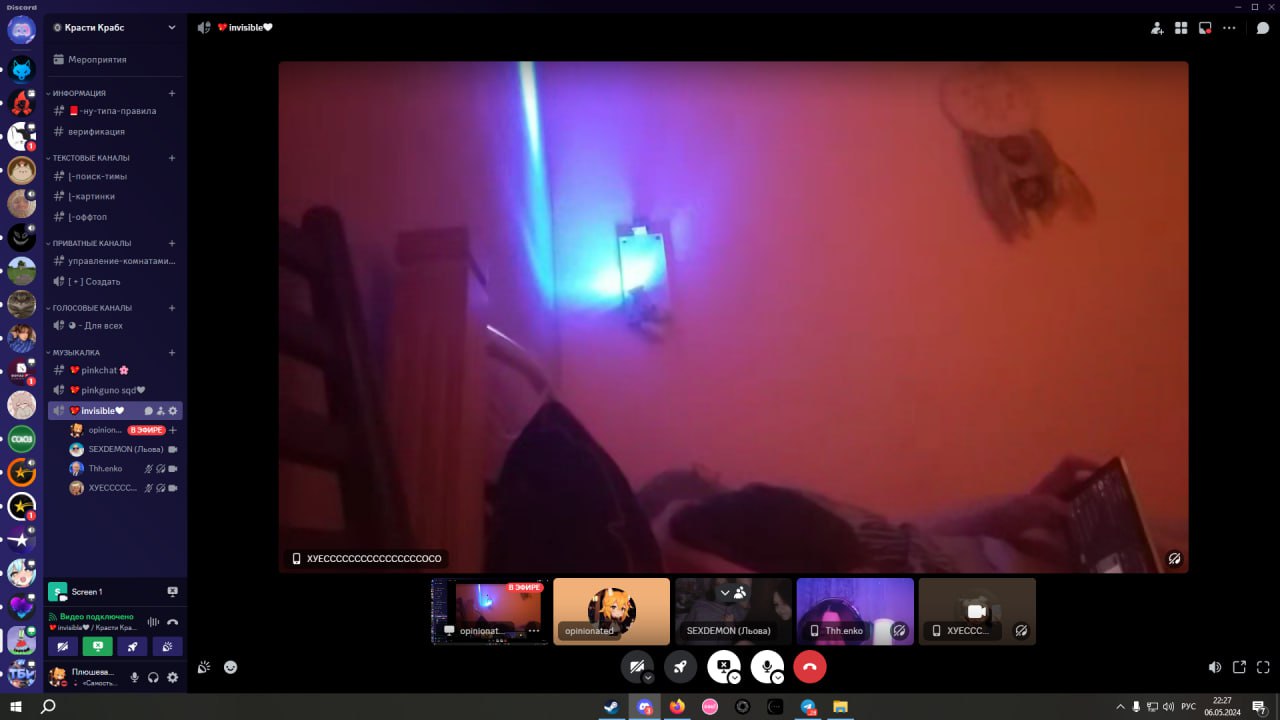 Discord
Красти Крабс
invisible
Мероприятия
ИНФОРМАЦИЯ
-ну-типа-правила
верификация
ТЕКСТОВЫЕ КАНАЛЫ
[-поиск-тимы
[-картинки
[-оффтоп
ПРИВАТНЫЕ КАНАЛЫ
управление-комнатами...
[ + ] Создать
ГОЛОСОВЫЕ КАНАЛЫ
- Для всех
МУЗЫКАЛКА
pinkchat
pinkguno sqd
invisible
opinion... В ЭФИРЕ
SEXDEMON (Льова)
Thh.enko
ХУЕССССС...
Screen 1
Видео подключено
invisible / Красти Кра...
Плюшева...
«Самость...
ХУЕСССССССССССССССССОСО
В ЭФИРЕ
opinionat...
opinionated
SEXDEMON (Льова)
Thh.enko
ХУЕССС...
РУС
22:27
06.05.2024